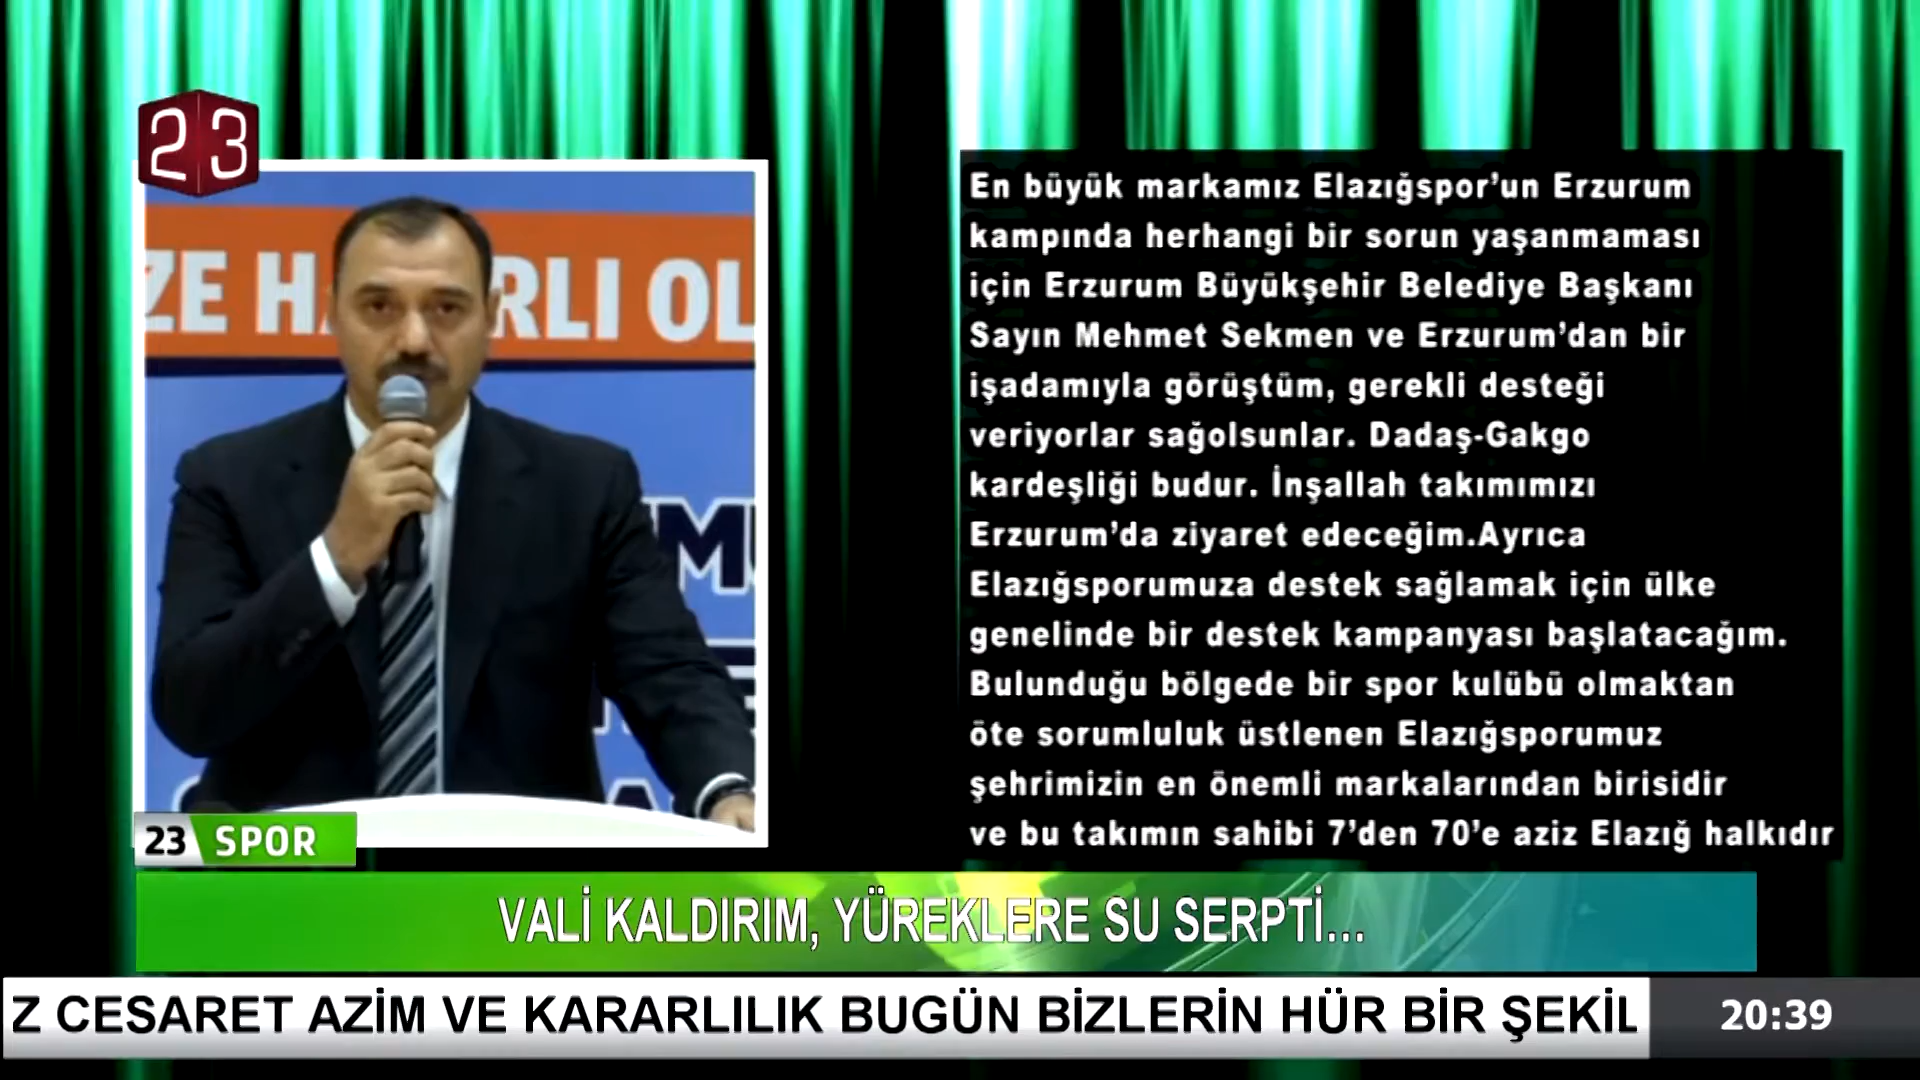 23
ZE HA RLI OL
En büyük markamız Elazığspor’un Erzurum
kampında herhangi bir sorun yaşanmaması
için Erzurum Büyükşehir Belediye Başkanı
Sayın Mehmet Sekmen ve Erzurum’dan bir
işadamıyla görüştüm, gerekli desteği
veriyorlar sağolsunlar. Dadaş-Gakgo
kardeşliği budur. İnşallah takımımızı
Erzurum’da ziyaret edeceğim.Ayrıca
Elazığsporumuza destek sağlamak için ülke
genelinde bir destek kampanyası başlatacağım.
Bulunduğu bölgede bir spor kulübü olmaktan
öte sorumluluk üstlenen Elazığsporumuz
şehrimizin en önemli markalarından birisidir
ve bu takımın sahibi 7’den 70’e aziz Elazığ halkıdır
23 SPOR
VALİ KALDIRIM, YÜREKLERE SU SERPTİ...
Z CESARET AZİM VE KARARLILIK BUGÜN BİZLERİN HÜR BİR ŞEKİL
20:39